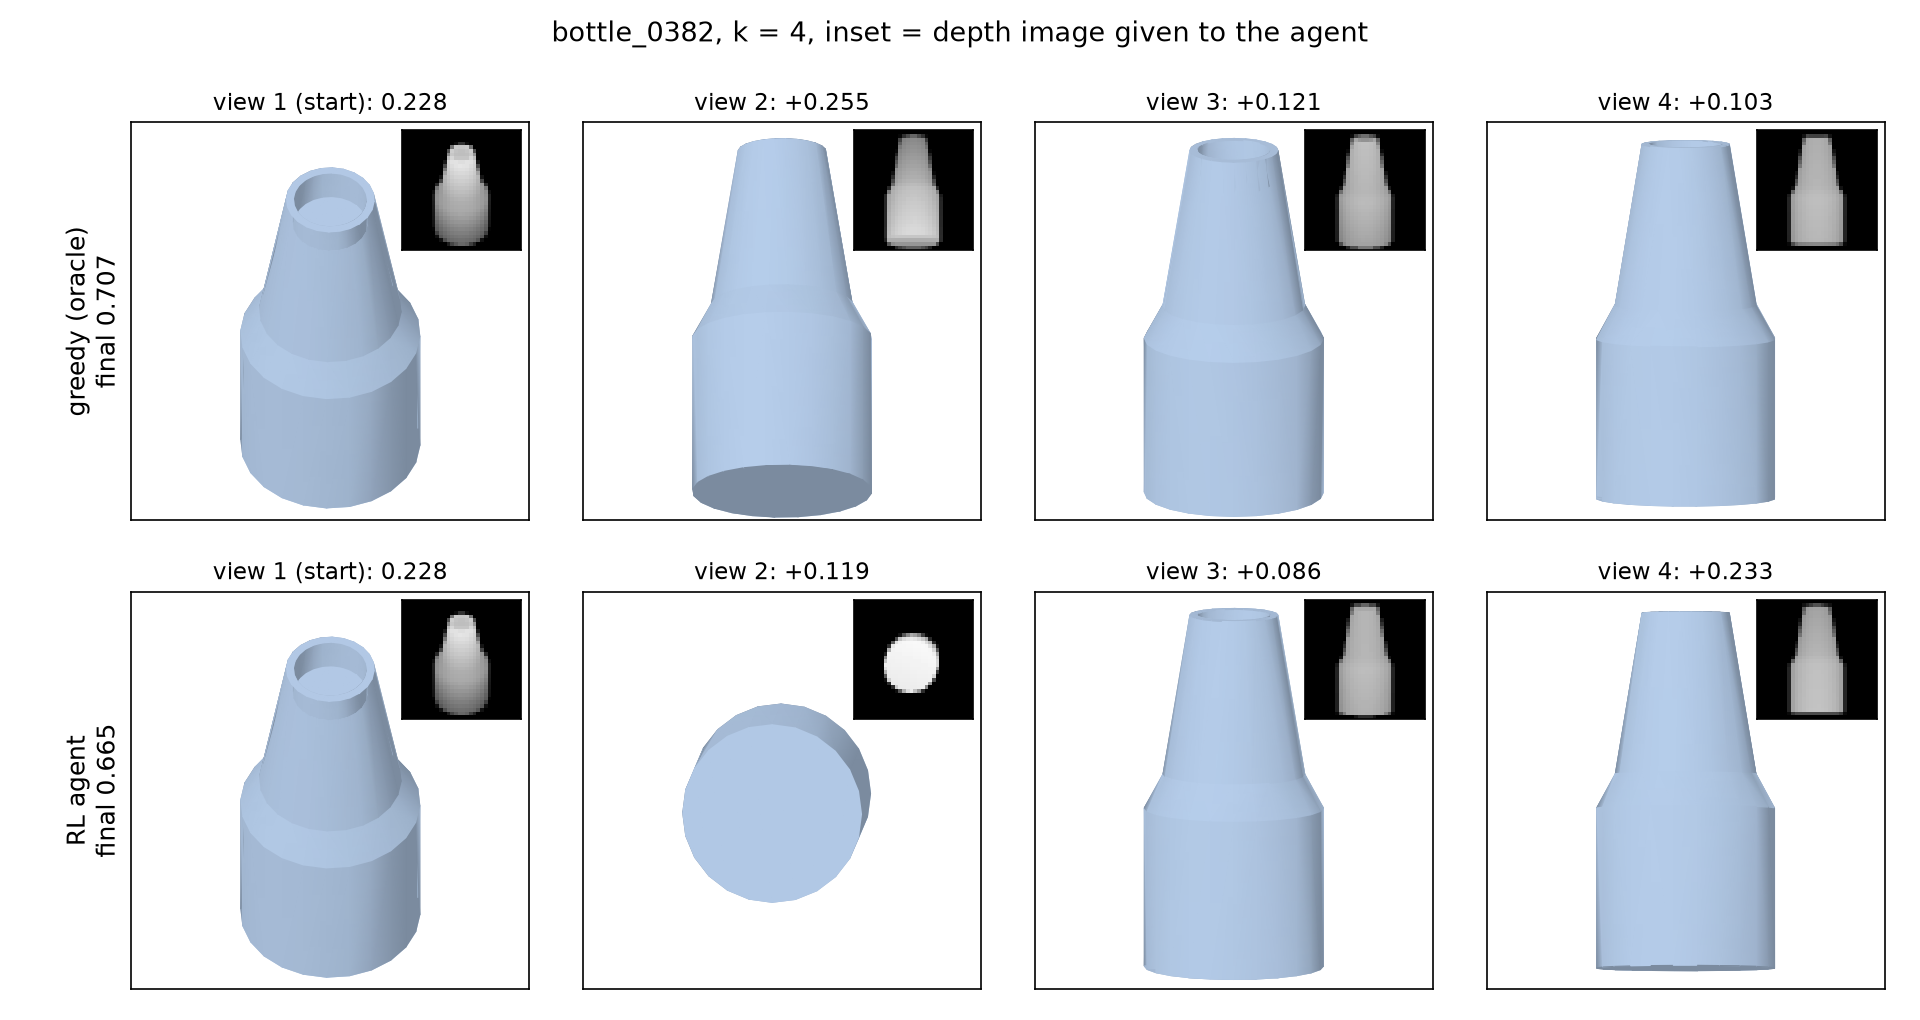 bottle_0382, k = 4, inset = depth image given to the agent
view 1 (start): 0.228
view 2: +0.255
view 3: +0.121
view 4: +0.103
greedy (oracle)
final 0.707
view 1 (start): 0.228
view 2: +0.119
view 3: +0.086
view 4: +0.233
RL agent
final 0.665